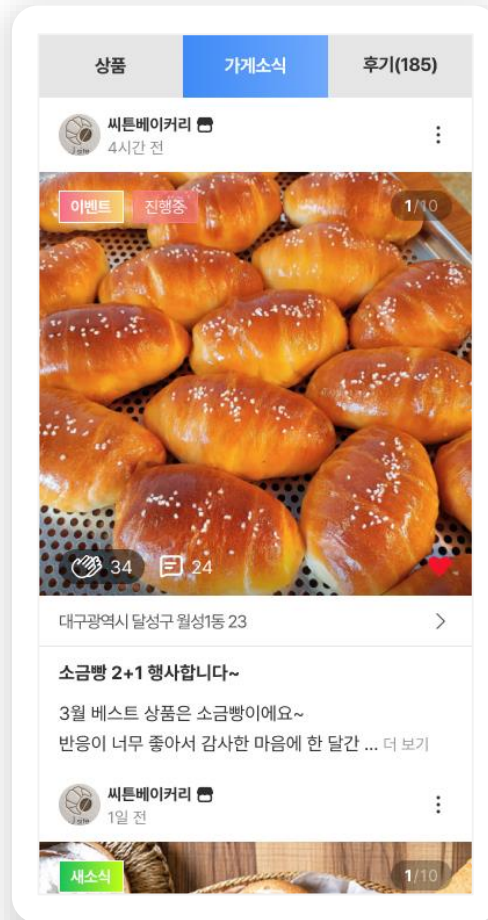 상품
가게소식
후기(185)
씨튼베이커리
4시간 전
이벤트
진행중
1/10
34
24
대구광역시 달성구 월성1동 23
소금빵 2+1 행사합니다~
3월 베스트 상품은 소금빵이에요~
반응이 너무 좋아서 감사한 마음에 한 달간 ... 더 보기
씨튼베이커리
1일 전
새소식
1/10